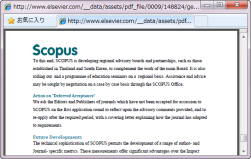 http://www.elsevier.com/__data/assets/pdf_file/0009/148824/ge...
お気に入り
http://www.elsevier.com/__data/assets/pdf...
Scopus
To this end, SCOPUS is developing regional advisory boards and partnerships, such as those
established in Thailand and South Korea, to complement the work of the main Board. It is also
rolling out and a programme of education seminars on a regional basis. Assistance and advice
may be sought by negotiation on a case by case basis through the SCOPUS Office.
Action on "Deferred Acceptance"
We ask the Editors and Publishers of journals which have not been accepted for accession to
SCOPUS on the first application round to reflect upon the advisory comments provided, and to
re-apply after the required period, with a covering letter explaining how the journal has adapted to
improve its standing.
Future Developments
The technical sophistication of SCOPUS permits the development of a range of author- and
Journal- specific metrics. These measurements offer significant advantages over the Impact